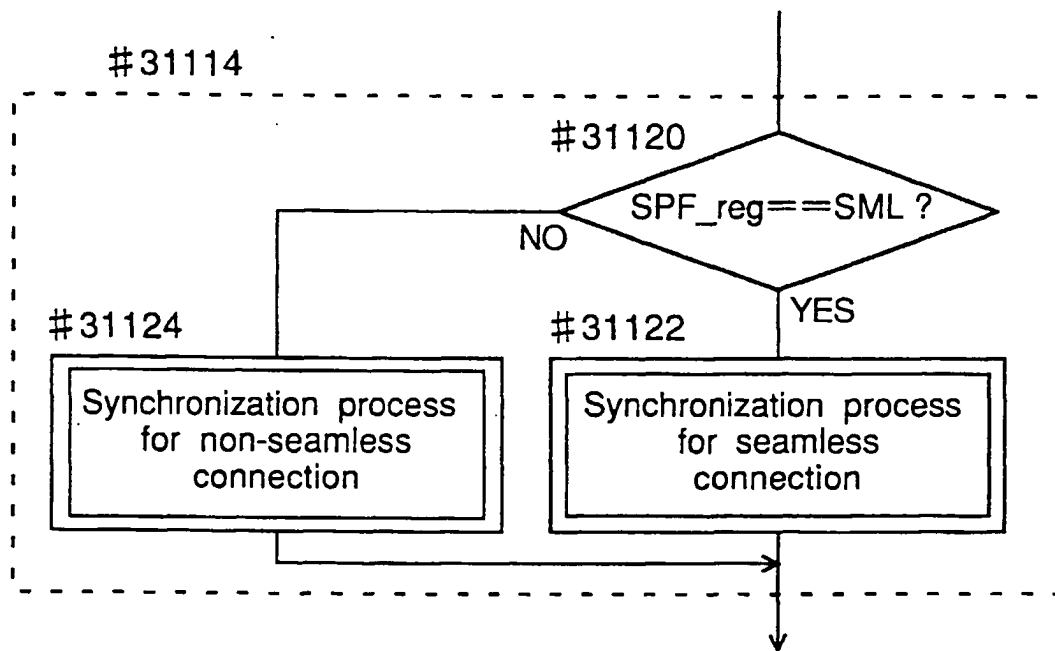 #31114
#31120
SPF_reg==SML ?
NO
YES
#31124
#31122
Synchronization process
for non-seamless
connection
Synchronization process
for seamless
connection